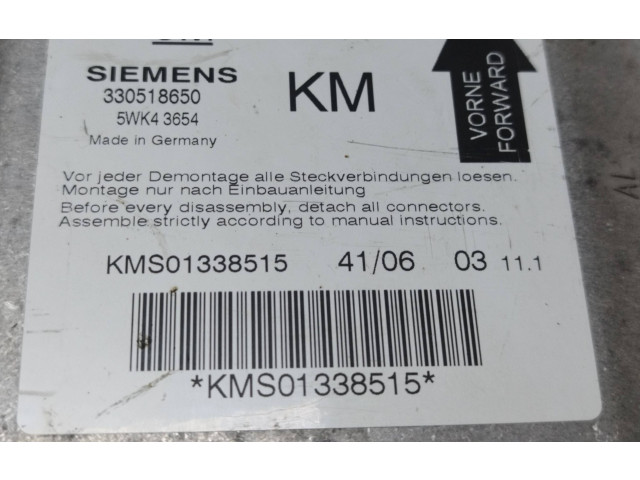 SIEMENS
330518650
5WK4 3654
Made in Germany
KM
VORNE
FORWARD
Vor jeder Demontage alle Steckverbindungen loesen.
Montage nur nach Einbauanleitung
Before every disassembly, detach all connectors.
Assemble strictly according to manual instructions.
KMS01338515 41/06 03 11.1
*KMS01338515*
AL